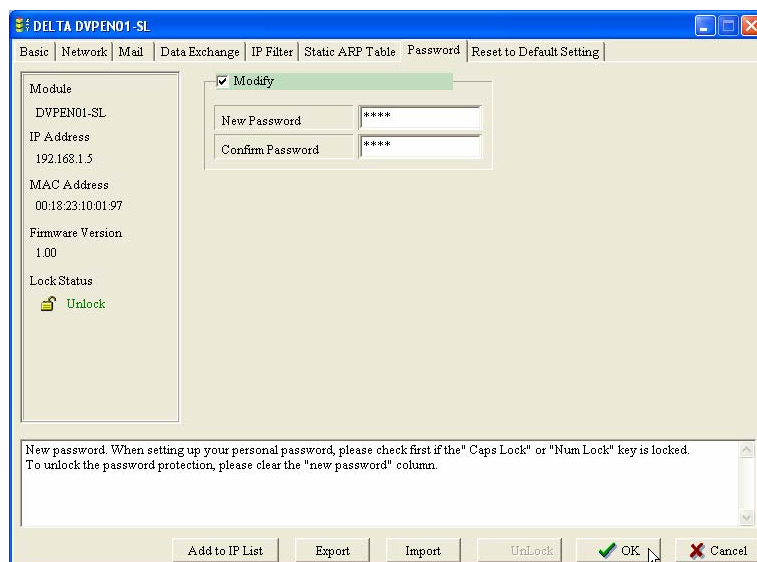 DELTA DVPEN01-SL
Basic Network Mail Data Exchange IP Filter Static ARP Table Password Reset to Default Setting
Module
DVPEN01-SL
IP Address
192.168.1.5
MAC Address
00:18:23:10:01:97
Firmware Version
1.00
Lock Status
Unlock
Modify
New Password ****
Confirm Password ****
New password. When setting up your personal password, please check first if the" Caps Lock" or "Num Lock" key is locked.
To unlock the password protection, please clear the "new password" column.
Add to IP List Export Import UnLock OK Cancel